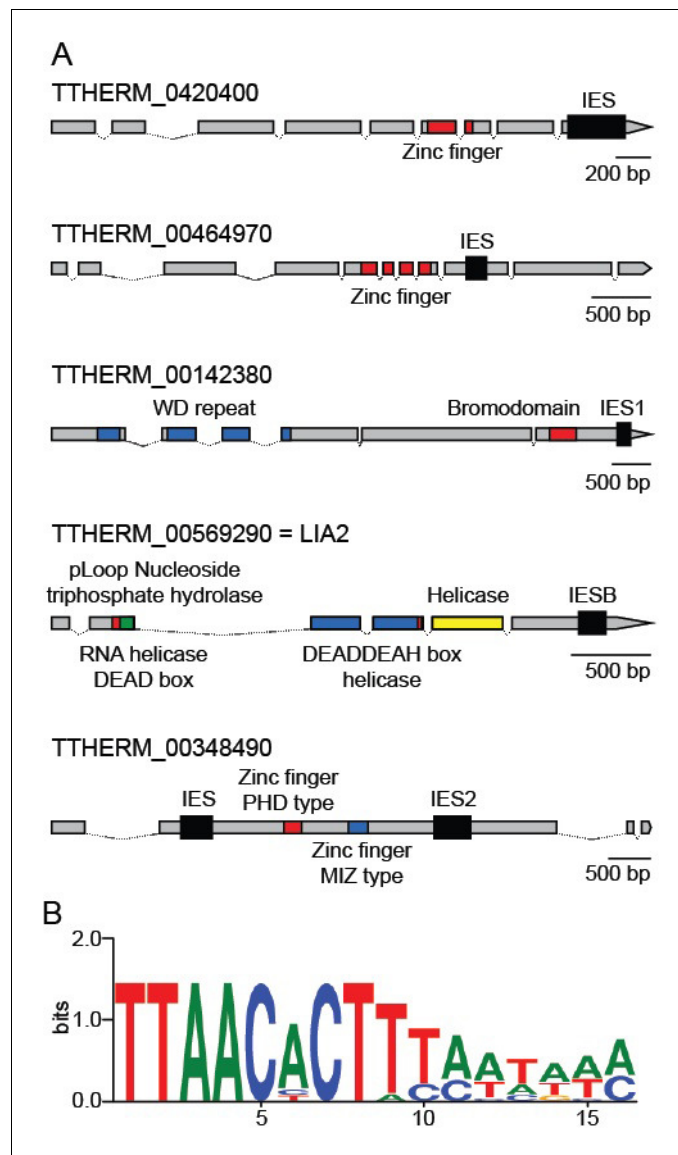 A
TTHERM_0420400
IES
Zinc finger
200 bp
TTHERM_00464970
IES
Zinc finger
500 bp
TTHERM_00142380
WD repeat
Bromodomain
IES1
500 bp
TTHERM_00569290 = LIA2
pLoop Nucleoside
triphosphate hydrolase
Helicase
IESB
RNA helicase
DEAD box
DEADDEAH box
helicase
500 bp
TTHERM_00348490
IES
Zinc finger
PHD type
IES2
Zinc finger
MIZ type
500 bp
B
2.0
bits
1.0
0.0
TTAACACTTTAATAAA
5
10
15